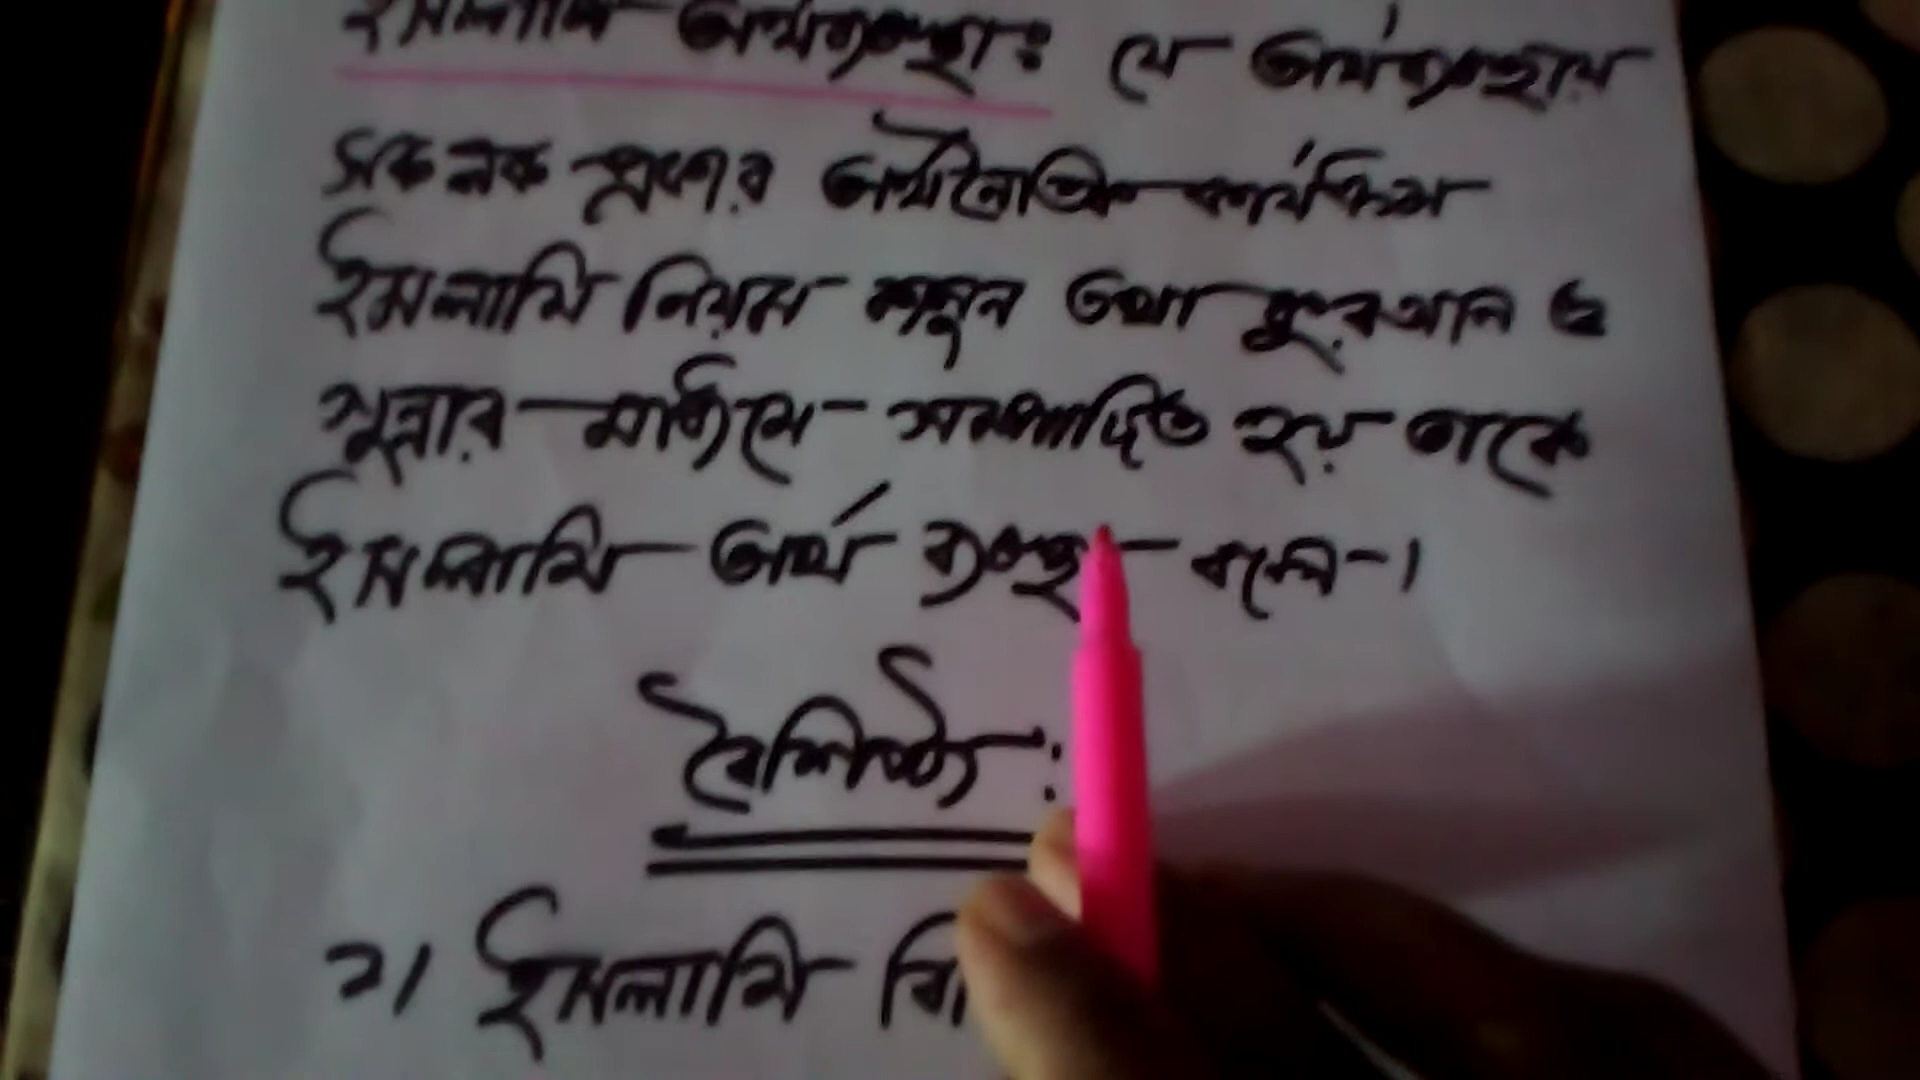 ইসলামি অর্থব্যবস্থাঃ যে অর্থব্যবস্থায়
সকল প্রকার অর্থনৈতিক কার্যক্রম
ইসলামি নিয়ম কানুন তথা কুরআন ও
সুন্নার মাধ্যমে সম্পাদিত হয় তাকে
ইসলামি অর্থ ব্যবস্থা বলে।
বৈশিষ্ট্য :
১। ইসলামি